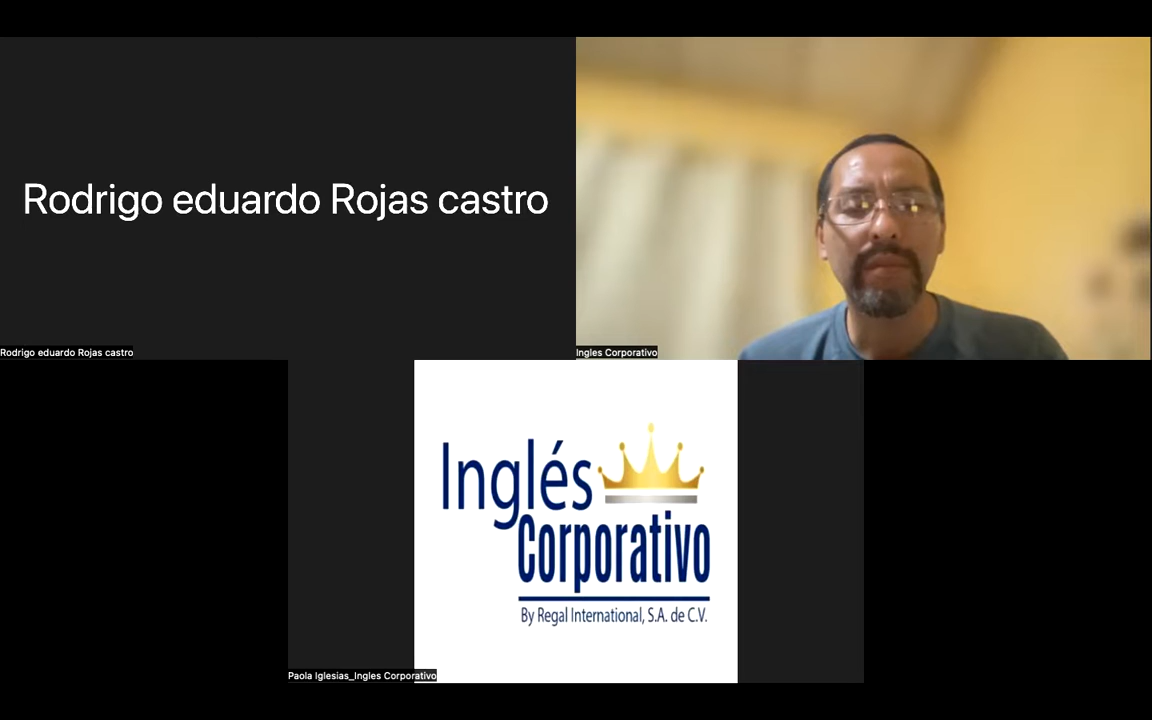 Rodrigo eduardo Rojas castro
Rodrigo eduardo Rojas castro
Ingles Corporativo
Inglés
Corporativo
By Regal International, S.A. de C.V.
Paola Iglesias_Ingles Corporativo